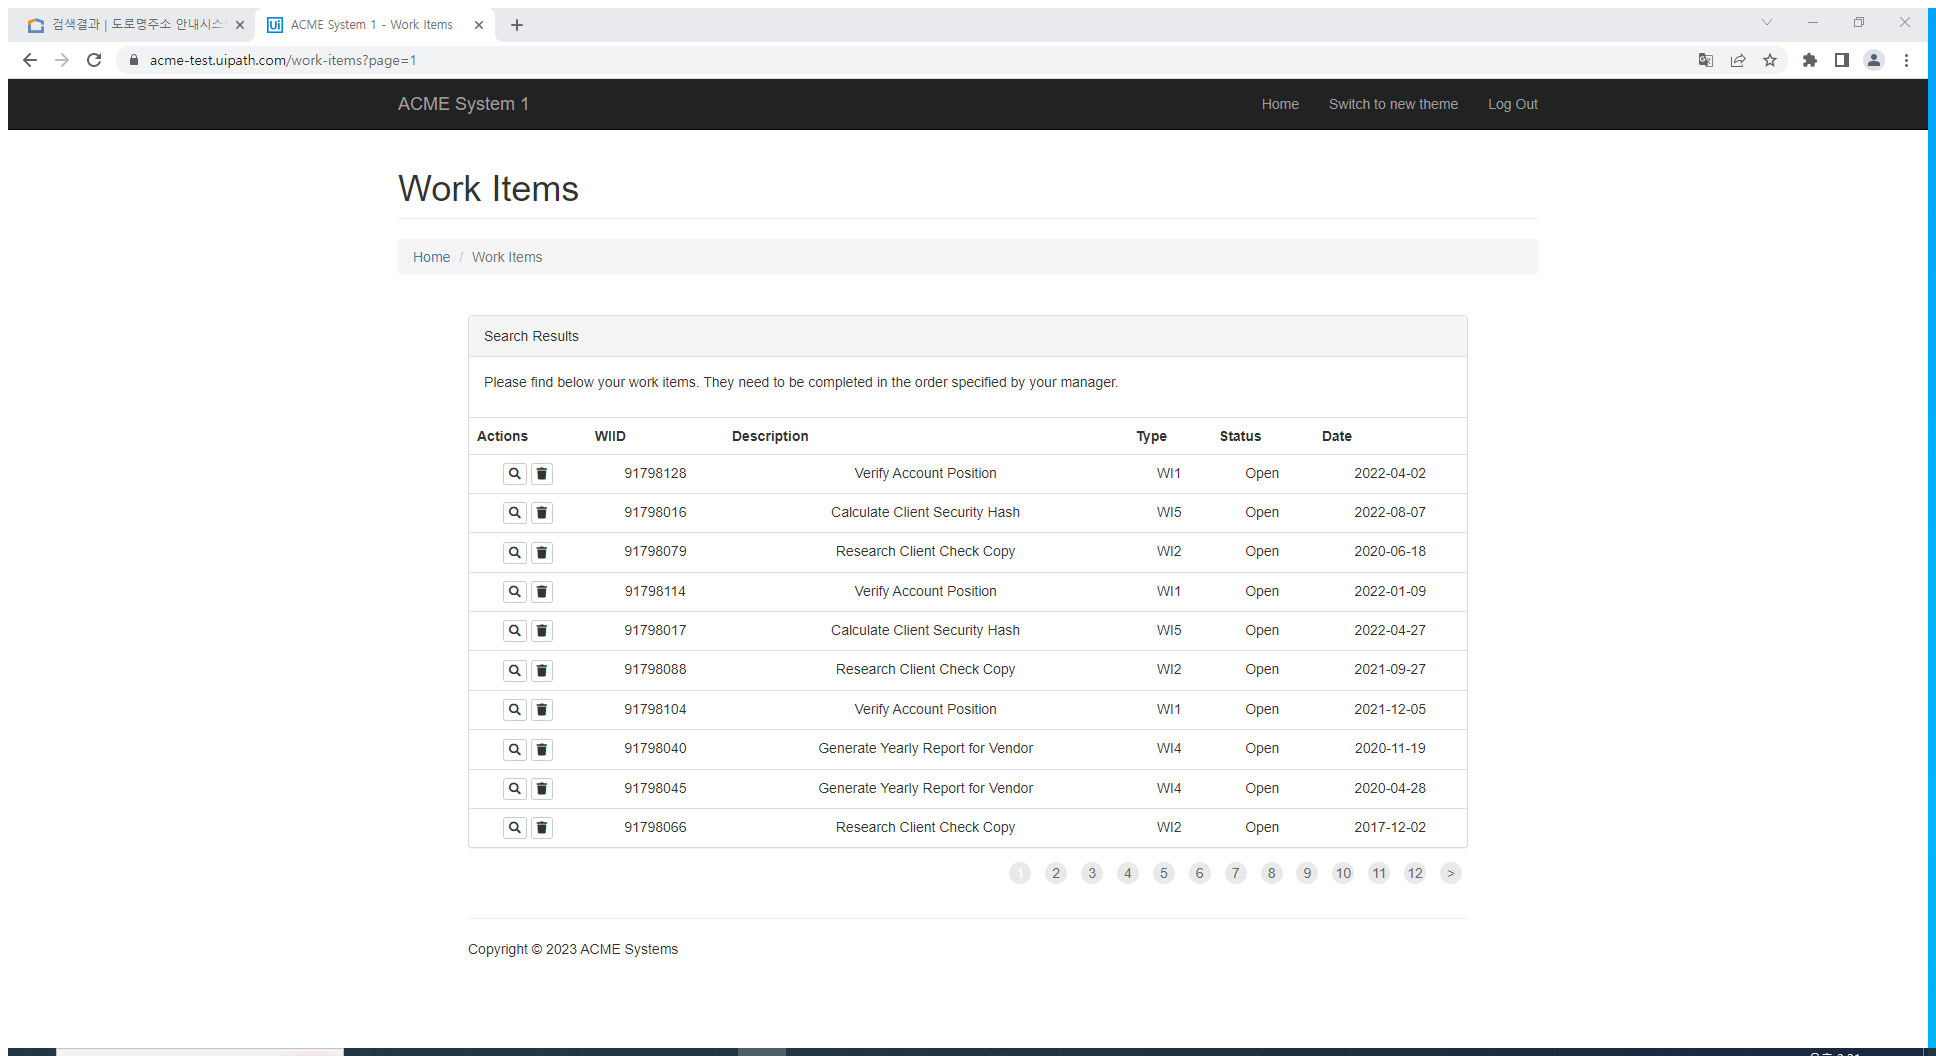 검색결과 | 도로명주소 안내시스
ACME System 1 - Work Items
acme-test.uipath.com/work-items?page=1
ACME System 1
Home
Switch to new theme
Log Out
Work Items
Home / Work Items
Search Results
Please find below your work items. They need to be completed in the order specified by your manager.
Actions WIID Description Type Status Date
91798128 Verify Account Position WI1 Open 2022-04-02
91798016 Calculate Client Security Hash WI5 Open 2022-08-07
91798079 Research Client Check Copy WI2 Open 2020-06-18
91798114 Verify Account Position WI1 Open 2022-01-09
91798017 Calculate Client Security Hash WI5 Open 2022-04-27
91798088 Research Client Check Copy WI2 Open 2021-09-27
91798104 Verify Account Position WI1 Open 2021-12-05
91798040 Generate Yearly Report for Vendor WI4 Open 2020-11-19
91798045 Generate Yearly Report for Vendor WI4 Open 2020-04-28
91798066 Research Client Check Copy WI2 Open 2017-12-02
1 2 3 4 5 6 7 8 9 10 11 12 >
Copyright © 2023 ACME Systems